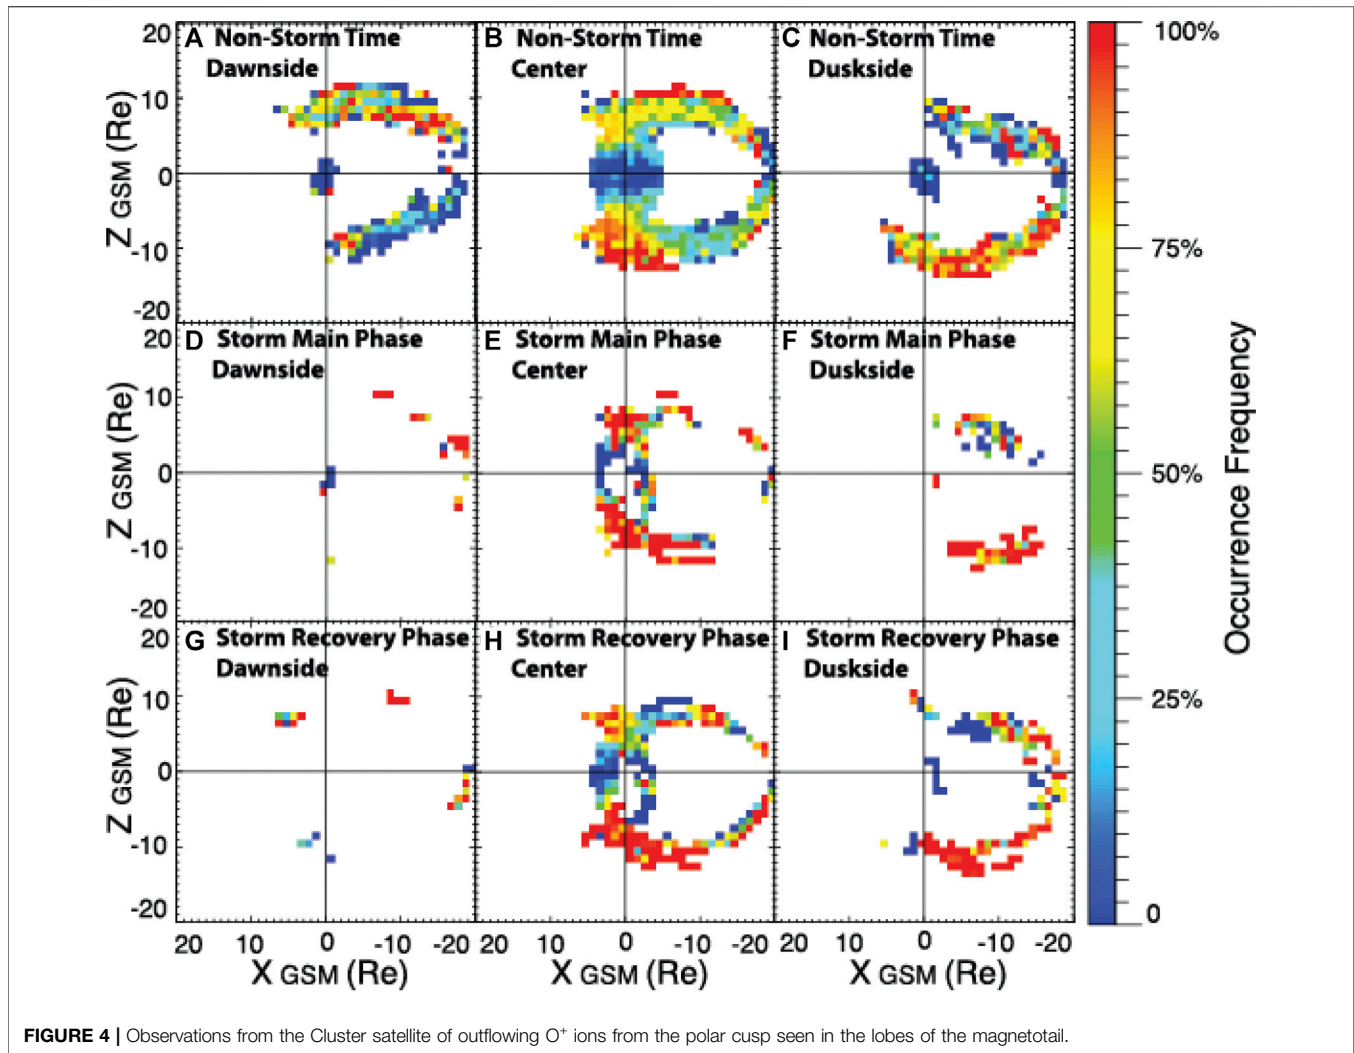 A Non-Storm Time
Dawnside
B Non-Storm Time
Center
C Non-Storm Time
Duskside
20
10
0
-10
-20
Z GSM (Re)
D Storm Main Phase
Dawnside
E Storm Main Phase
Center
F Storm Main Phase
Duskside
20
10
0
-10
-20
Z GSM (Re)
G Storm Recovery Phase
Dawnside
H Storm Recovery Phase
Center
I Storm Recovery Phase
Duskside
20
10
0
-10
-20
Z GSM (Re)
20 10 0 -10 -20
X GSM (Re)
20 10 0 -10 -20
X GSM (Re)
20 10 0 -10 -20
X GSM (Re)
100%
75%
50%
25%
0
Occurrence Frequency
FIGURE 4 | Observations from the Cluster satellite of outflowing O⁺ ions from the polar cusp seen in the lobes of the magnetotail.